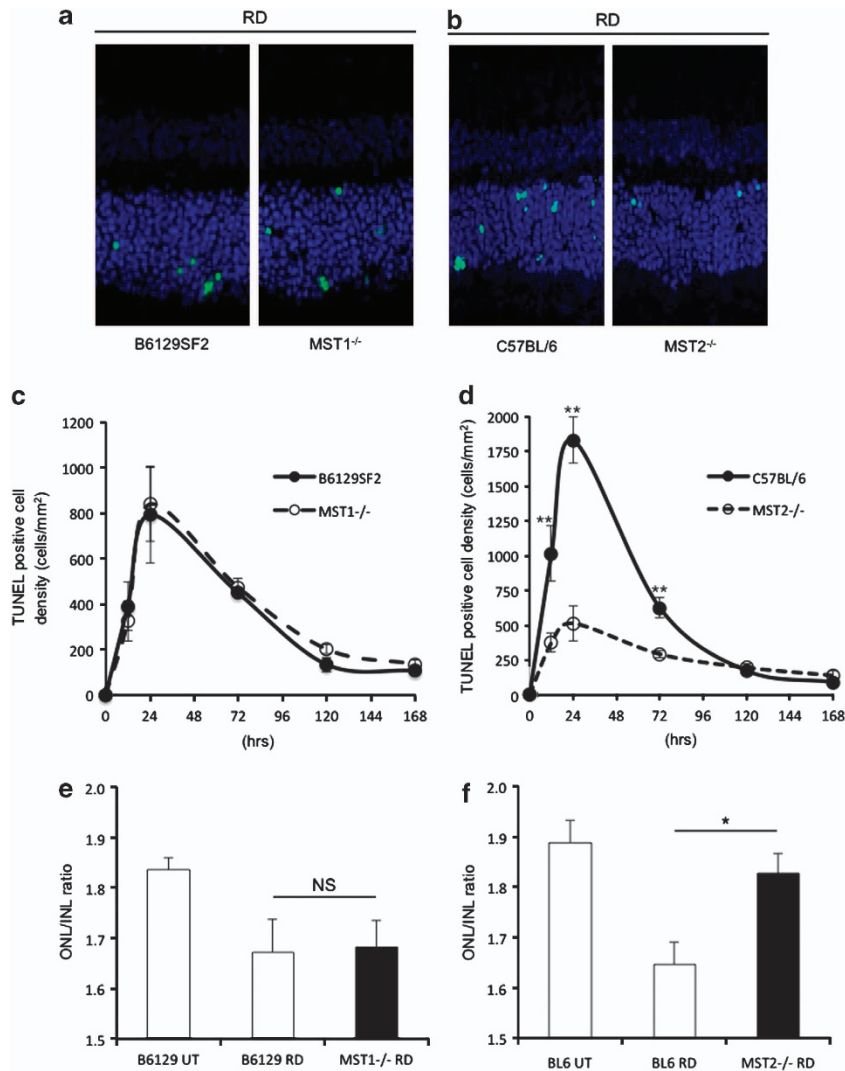 a
RD
b
RD
B6129SF2
MST1-/-
C57BL/6
MST2-/-
c
TUNEL positive cell
density (cells/mm²)
1200
1000
800
600
400
200
0
B6129SF2
MST1-/-
0 24 48 72 96 120 144 168
(hrs)
d
TUNEL positive cell density (cells/mm²)
2000
1750
1500
1250
1000
750
500
250
0
**
**
**
C57BL/6
MST2-/-
0 24 48 72 96 120 144 168
(hrs)
e
ONL/INL ratio
2.0
1.9
1.8
1.7
1.6
1.5
NS
B6129 UT B6129 RD MST1-/- RD
f
ONL/INL ratio
2.0
1.9
1.8
1.7
1.6
1.5
*
BL6 UT BL6 RD MST2-/- RD